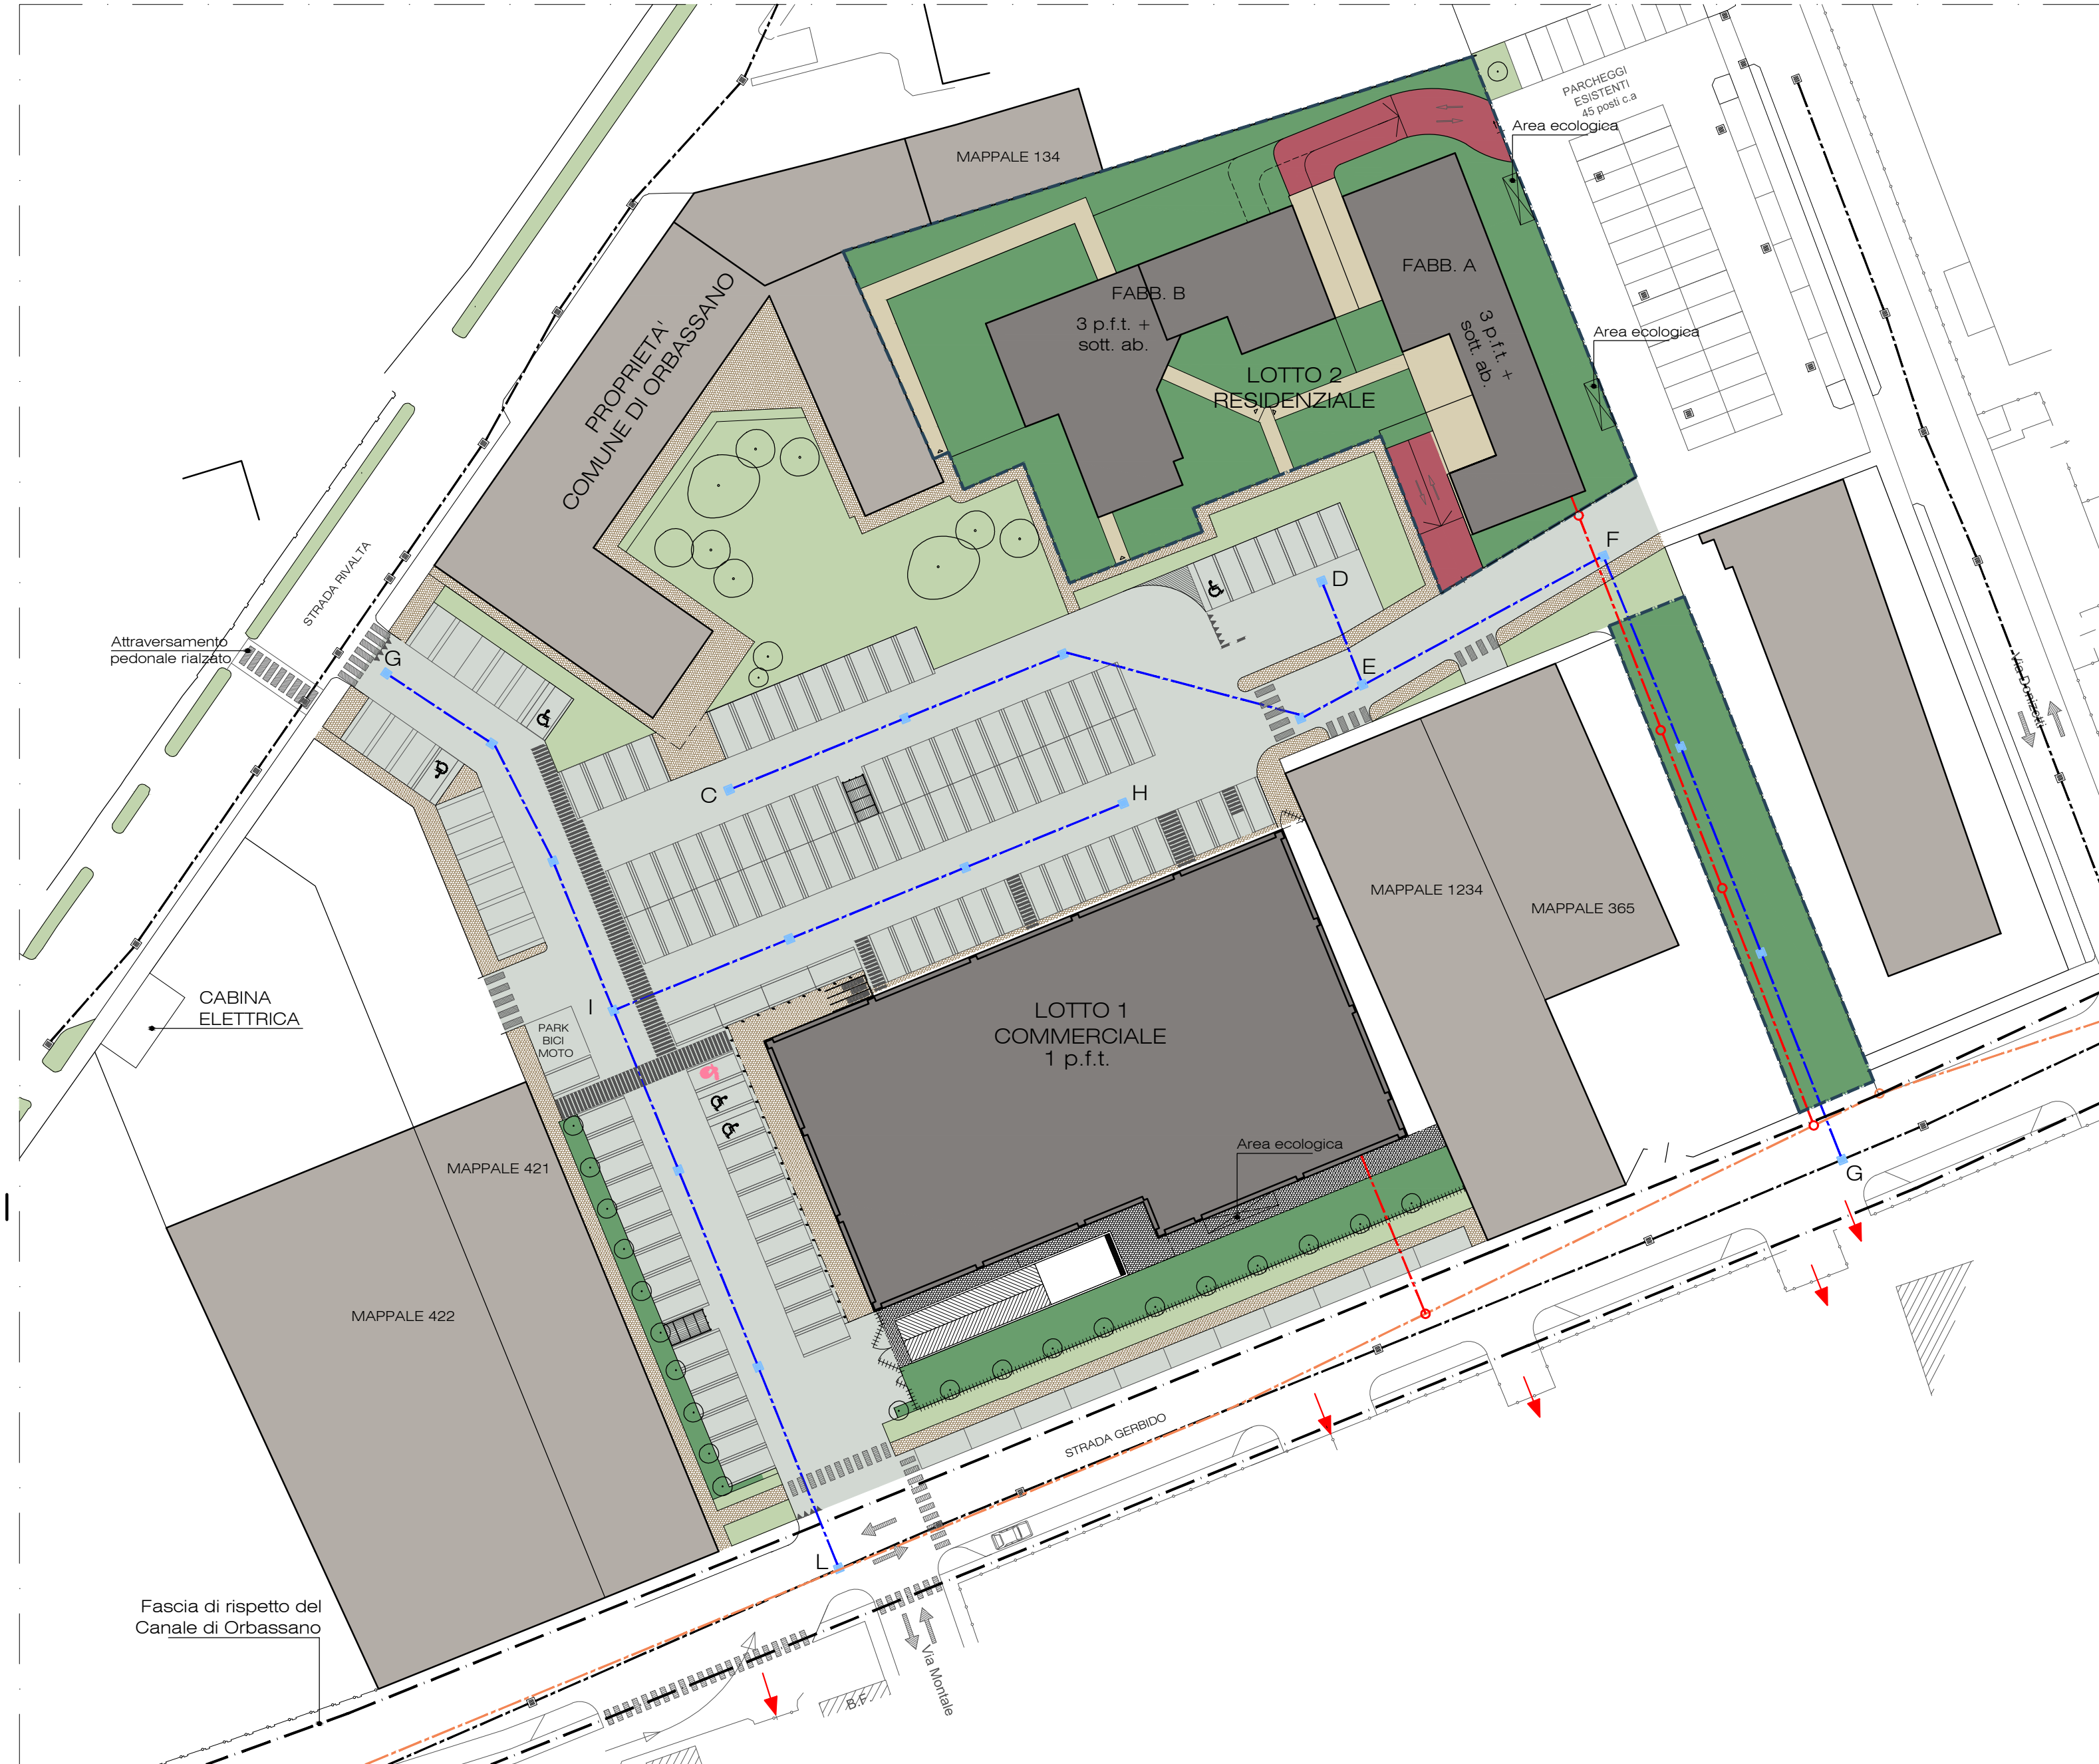 PARCHEGGI
ESISTENTI
45 posti c.a
Area ecologica
MAPPALE 134
FABB. A
3 p.f.t. +
sott. ab.
FABB. B
3 p.f.t. +
sott. ab.
Area ecologica
LOTTO 2
RESIDENZIALE
PROPRIETA'
COMUNE DI ORBASSANO
STRADA RIVALTA
Attraversamento
pedonale rialzato
G
F
D
E
C
H
Via Donizetti
MAPPALE 1234
MAPPALE 365
CABINA
ELETTRICA
I
PARK
BICI
MOTO
LOTTO 1
COMMERCIALE
1 p.f.t.
Area ecologica
MAPPALE 421
MAPPALE 422
G
STRADA GERBIDO
L
Fascia di rispetto del
Canale di Orbassano
Via Montale
B.F.